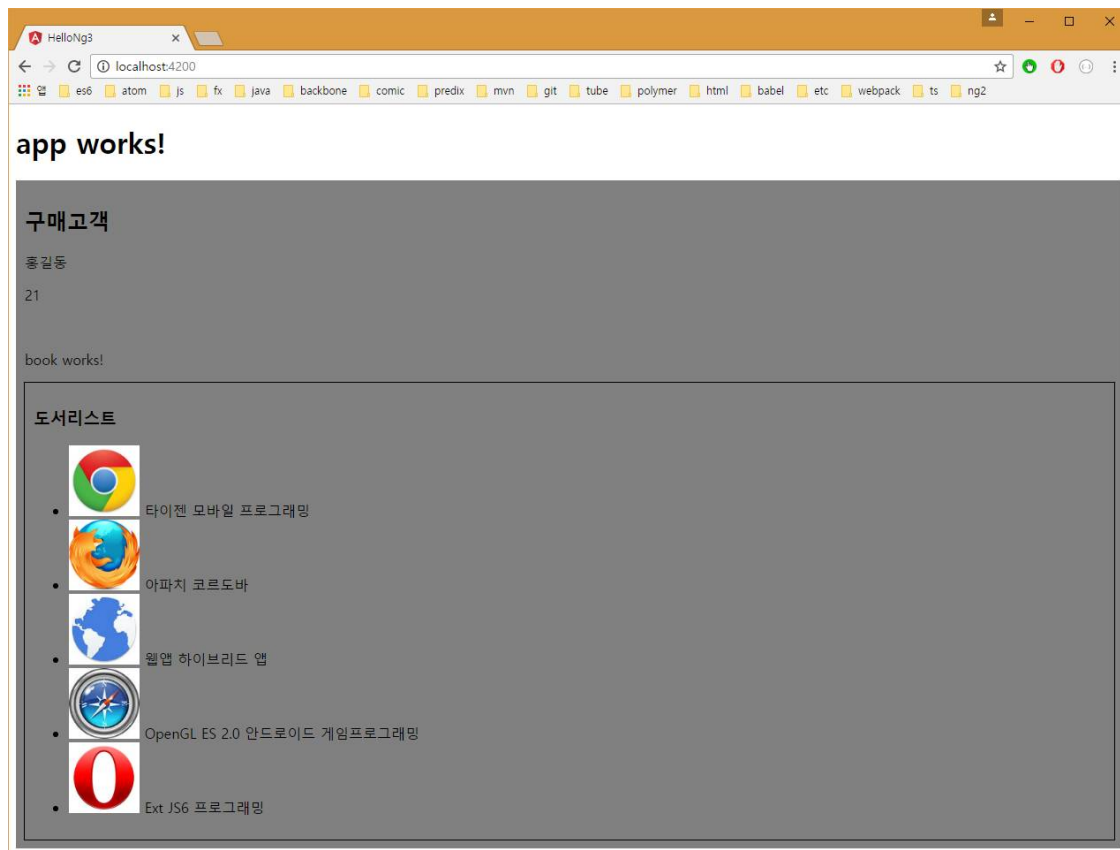 HelloNg3
localhost:4200
앱 es6 atom js fx java backbone comic predix mvn git tube polymer html babel etc webpack ts ng2
app works!
구매고객
홍길동
21
book works!
도서리스트
타이젠 모바일 프로그래밍
아파치 코르도바
웹앱 하이브리드 앱
OpenGL ES 2.0 안드로이드 게임프로그래밍
Ext JS6 프로그래밍